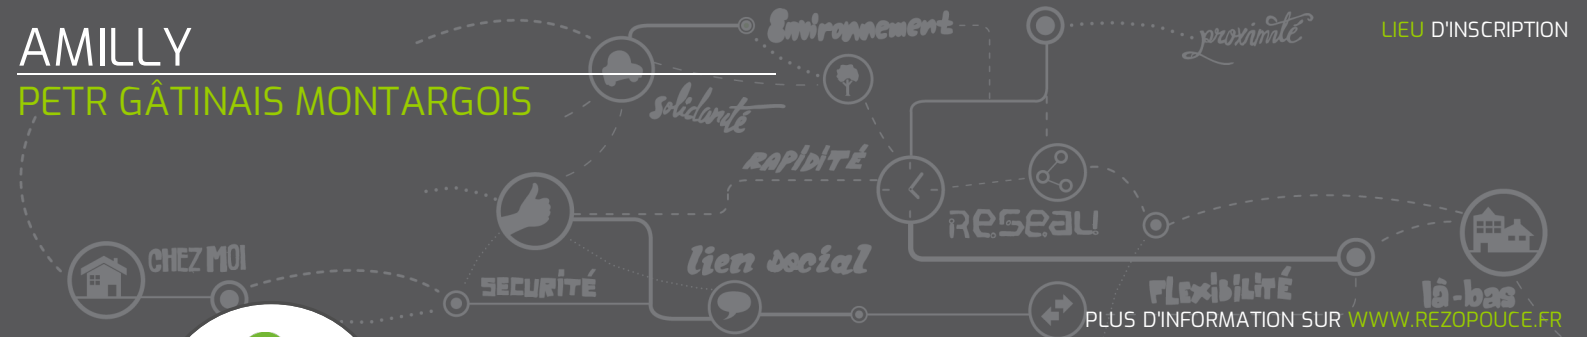 AMILLY
PETR GÂTINAIS MONTARGOIS
LIEU D'INSCRIPTION
Environnement
proximité
solidarité
RAPIDITÉ
RESEAU
CHEZ MOI
lien social
SECURITÉ
FLEXIBILITÉ
là-bas
PLUS D'INFORMATION SUR WWW.REZOPOUCE.FR